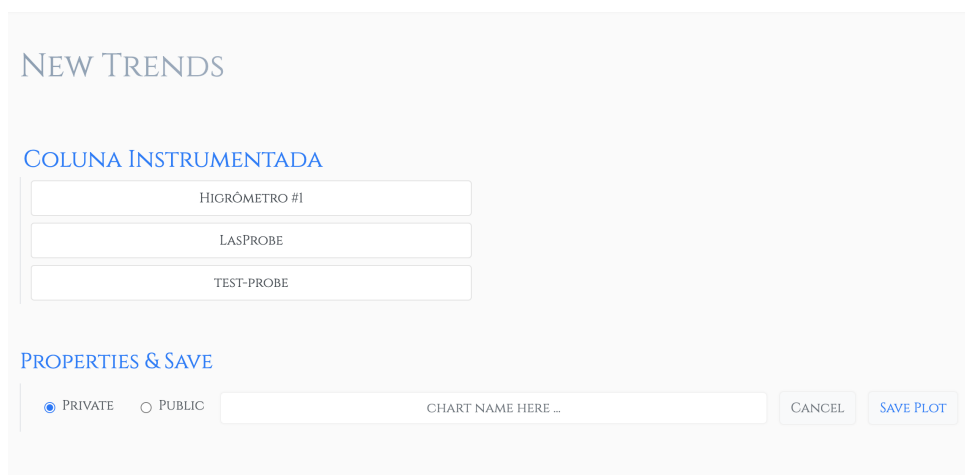 New Trends
Coluna Instrumentada
Higrômetro #1
LasProbe
test-probe
Properties & Save
Private Public chart name here ... Cancel Save Plot